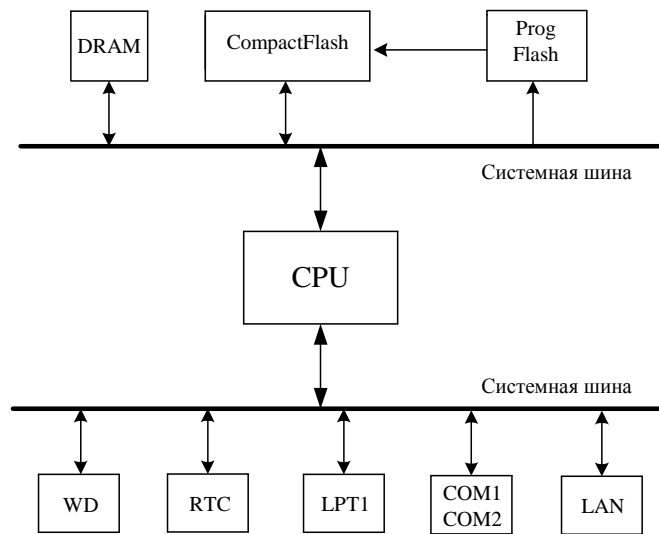 DRAM
CompactFlash
Prog
Flash
Системная шина
CPU
Системная шина
WD
RTC
LPT1
COM1
COM2
LAN